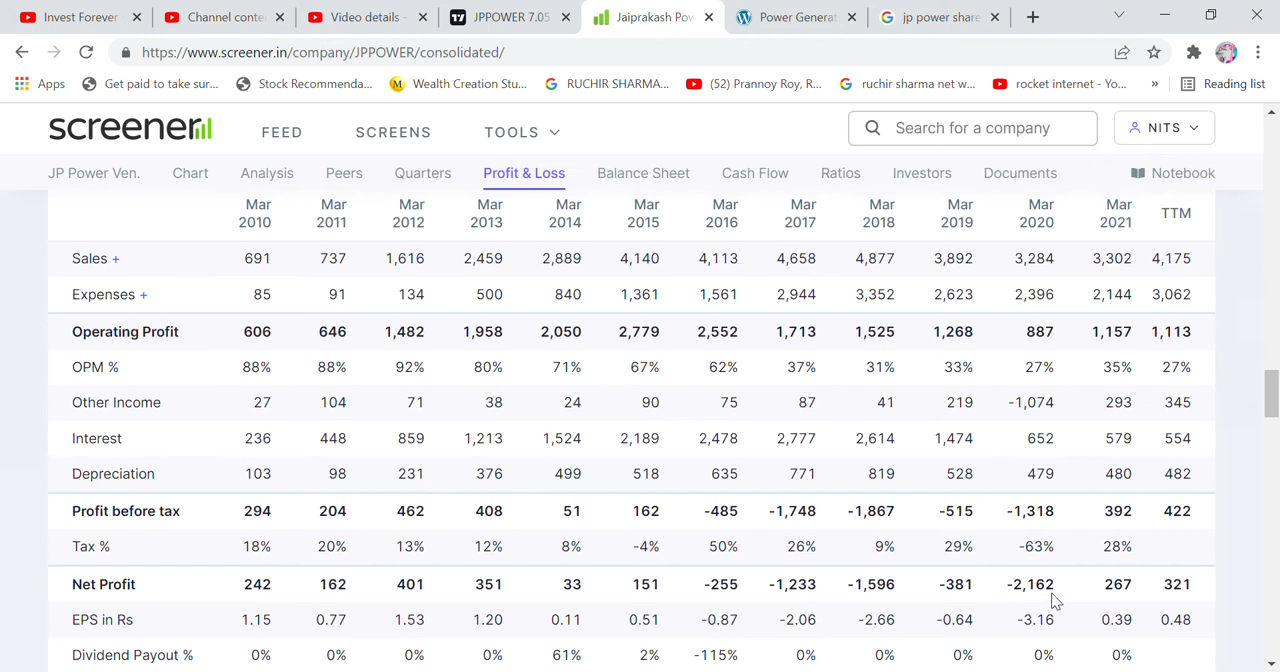 Invest Forever
Channel conte
Video details -
JPPOWER 7.05
Jaiprakash Pow
Power Generat
jp power share
https://www.screener.in/company/JPPOWER/consolidated/
Apps Get paid to take sur... Stock Recommenda... Wealth Creation Stu... RUCHIR SHARMA... (52) Prannoy Roy, R... ruchir sharma net w... rocket internet - Yo... » Reading list
screener FEED SCREENS TOOLS Search for a company NITS
JP Power Ven. Chart Analysis Peers Quarters Profit & Loss Balance Sheet Cash Flow Ratios Investors Documents Notebook
Mar 2010 Mar 2011 Mar 2012 Mar 2013 Mar 2014 Mar 2015 Mar 2016 Mar 2017 Mar 2018 Mar 2019 Mar 2020 Mar 2021 TTM
Sales + 691 737 1,616 2,459 2,889 4,140 4,113 4,658 4,877 3,892 3,284 3,302 4,175
Expenses + 85 91 134 500 840 1,361 1,561 2,944 3,352 2,623 2,396 2,144 3,062
Operating Profit 606 646 1,482 1,958 2,050 2,779 2,552 1,713 1,525 1,268 887 1,157 1,113
OPM % 88% 88% 92% 80% 71% 67% 62% 37% 31% 33% 27% 35% 27%
Other Income 27 104 71 38 24 90 75 87 41 219 -1,074 293 345
Interest 236 448 859 1,213 1,524 2,189 2,478 2,777 2,614 1,474 652 579 554
Depreciation 103 98 231 376 499 518 635 771 819 528 479 480 482
Profit before tax 294 204 462 408 51 162 -485 -1,748 -1,867 -515 -1,318 392 422
Tax % 18% 20% 13% 12% 8% -4% 50% 26% 9% 29% -63% 28%
Net Profit 242 162 401 351 33 151 -255 -1,233 -1,596 -381 -2,162 267 321
EPS in Rs 1.15 0.77 1.53 1.20 0.11 0.51 -0.87 -2.06 -2.66 -0.64 -3.16 0.39 0.48
Dividend Payout % 0% 0% 0% 0% 61% 2% -115% 0% 0% 0% 0% 0%